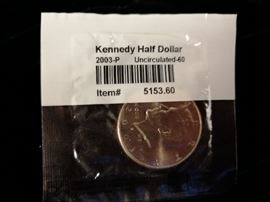 Kennedy Half Dollar
2003-P Uncirculated-60
Item# 5153.60